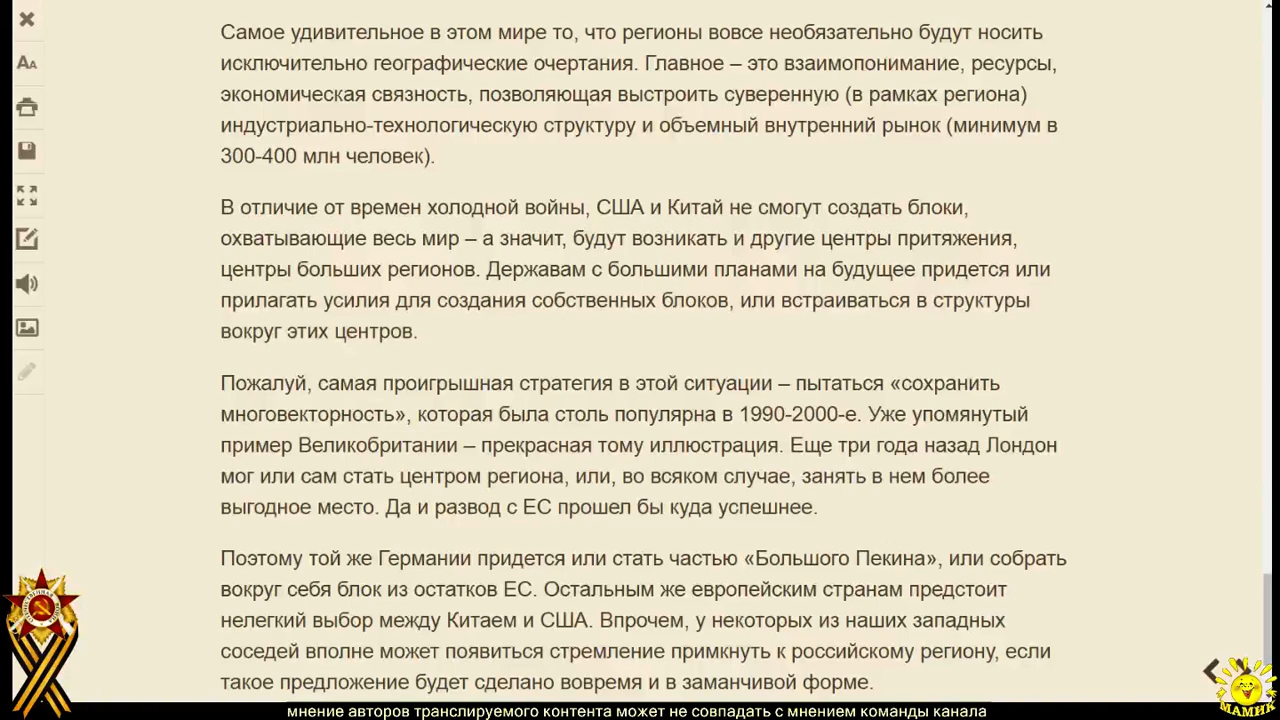 Самое удивительное в этом мире то, что регионы вовсе необязательно будут носить
исключительно географические очертания. Главное – это взаимопонимание, ресурсы,
экономическая связность, позволяющая выстроить суверенную (в рамках региона)
индустриально-технологическую структуру и объемный внутренний рынок (минимум в
300-400 млн человек).
В отличие от времен холодной войны, США и Китай не смогут создать блоки,
охватывающие весь мир – а значит, будут возникать и другие центры притяжения,
центры больших регионов. Державам с большими планами на будущее придется или
прилагать усилия для создания собственных блоков, или встраиваться в структуры
вокруг этих центров.
Пожалуй, самая проигрышная стратегия в этой ситуации – пытаться «сохранить
многовекторность», которая была столь популярна в 1990-2000-е. Уже упомянутый
пример Великобритании – прекрасная тому иллюстрация. Еще три года назад Лондон
мог или сам стать центром региона, или, во всяком случае, занять в нем более
выгодное место. Да и развод с ЕС прошел бы куда успешнее.
Поэтому той же Германии придется или стать частью «Большого Пекина», или собрать
вокруг себя блок из остатков ЕС. Остальным же европейским странам предстоит
нелегкий выбор между Китаем и США. Впрочем, у некоторых из наших западных
соседей вполне может появиться стремление примкнуть к российскому региону, если
такое предложение будет сделано вовремя и в заманчивой форме.
МАМИК
мнение авторов транслируемого контента может не совпадать с мнением команды канала